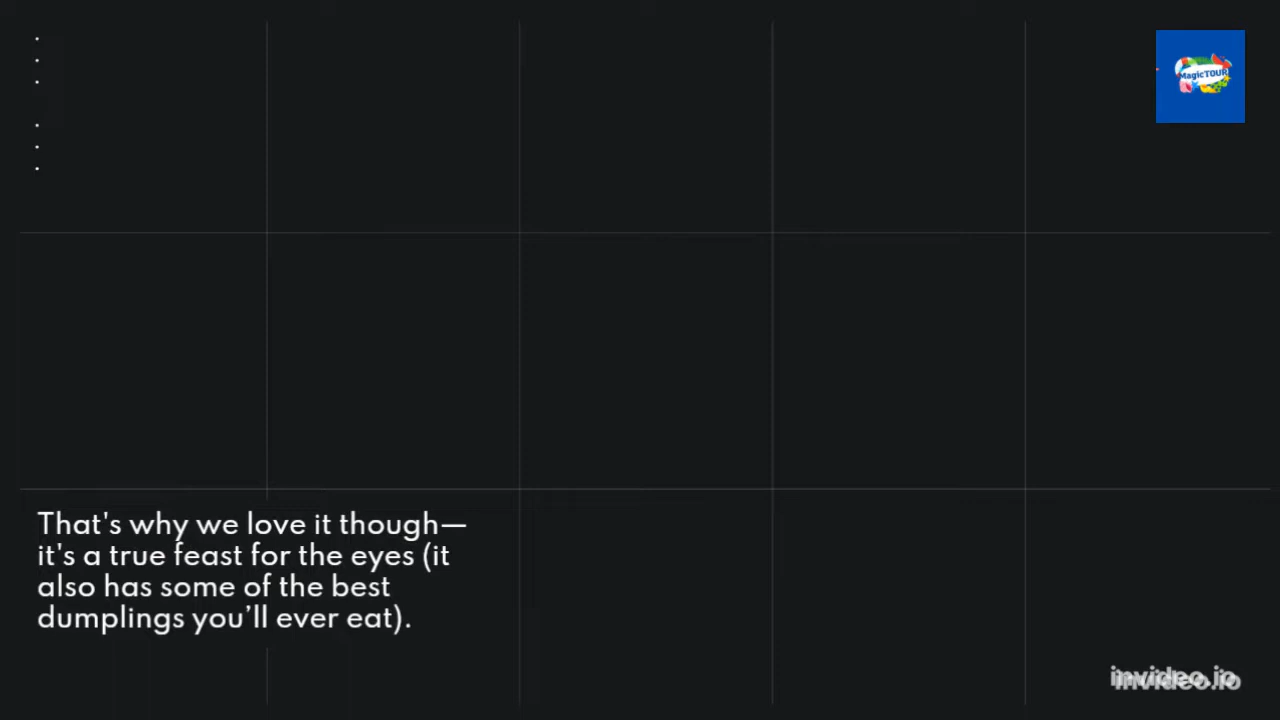 MagicTOUR
That's why we love it though—
it's a true feast for the eyes (it
also has some of the best
dumplings you’ll ever eat).
invideo.io